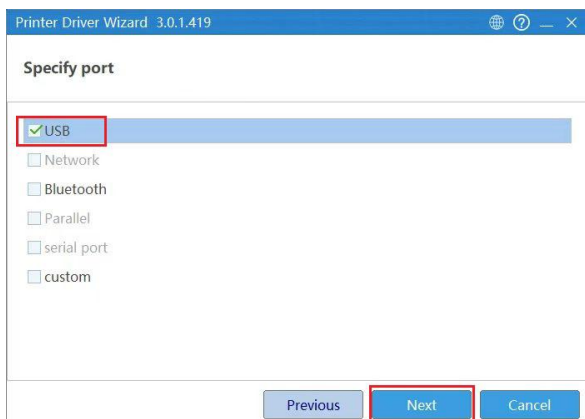 Printer Driver Wizard 3.0.1.419
Specify port
USB
Network
Bluetooth
Parallel
serial port
custom
Previous Next Cancel